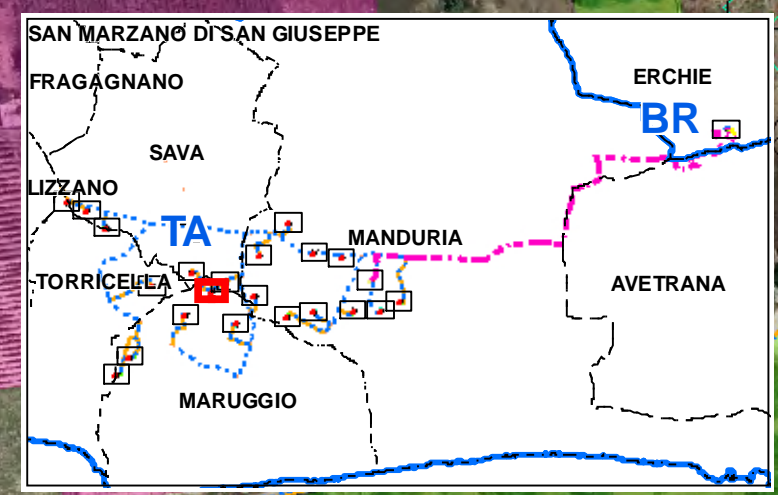 SAN MARZANO DI SAN GIUSEPPE
FRAGAGNANO
ERCHIE
BR
SAVA
LIZZANO
TA
MANDURIA
TORRICELLA
AVETRANA
MARUGGIO